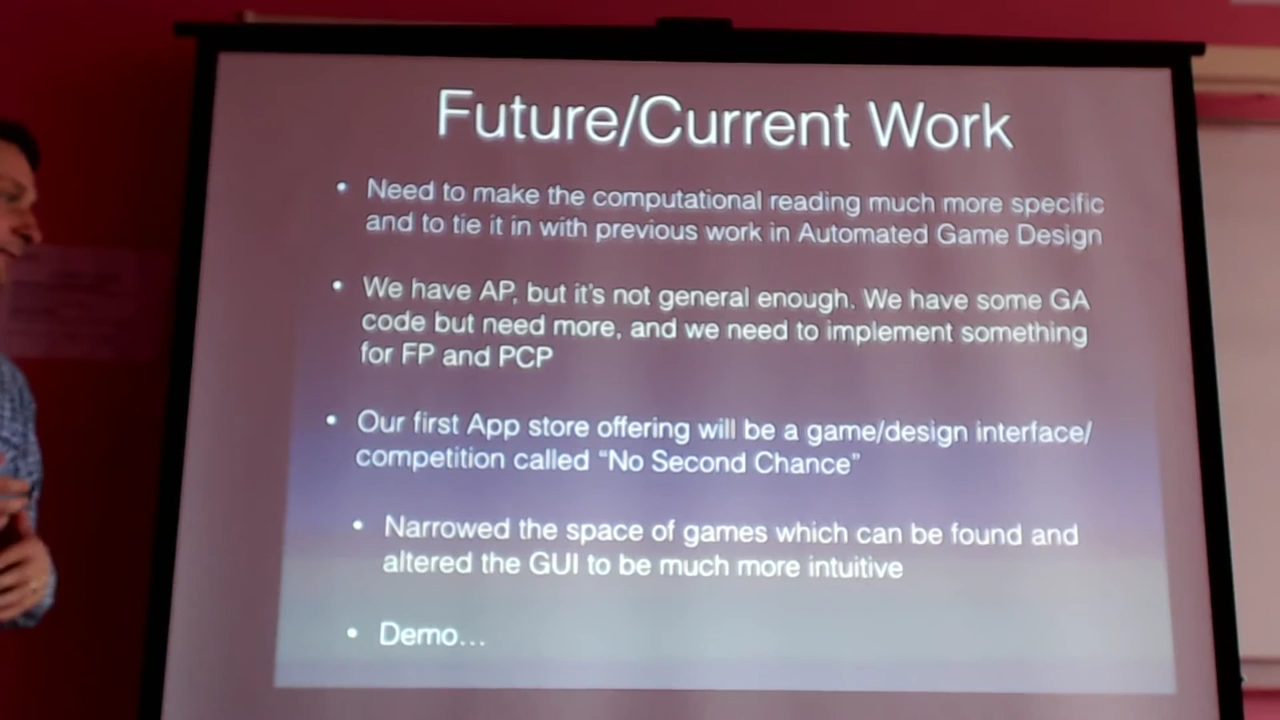 Future/Current Work
• Need to make the computational reading much more specific
and to tie it in with previous work in Automated Game Design
• We have AP, but it's not general enough. We have some GA
code but need more, and we need to implement something
for FP and PCP
• Our first App store offering will be a game/design interface/
competition called “No Second Chance”
• Narrowed the space of games which can be found and
altered the GUI to be much more intuitive
• Demo…